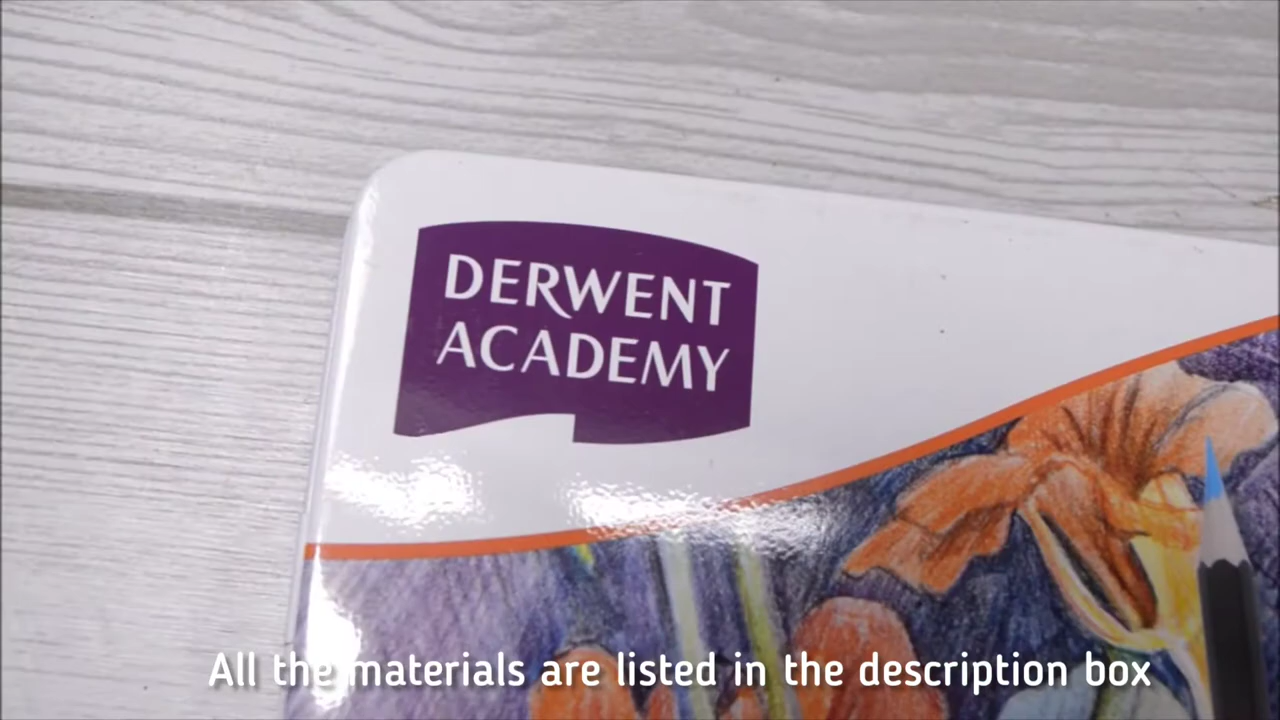 DERWENT
ACADEMY
All the materials are listed in the description box